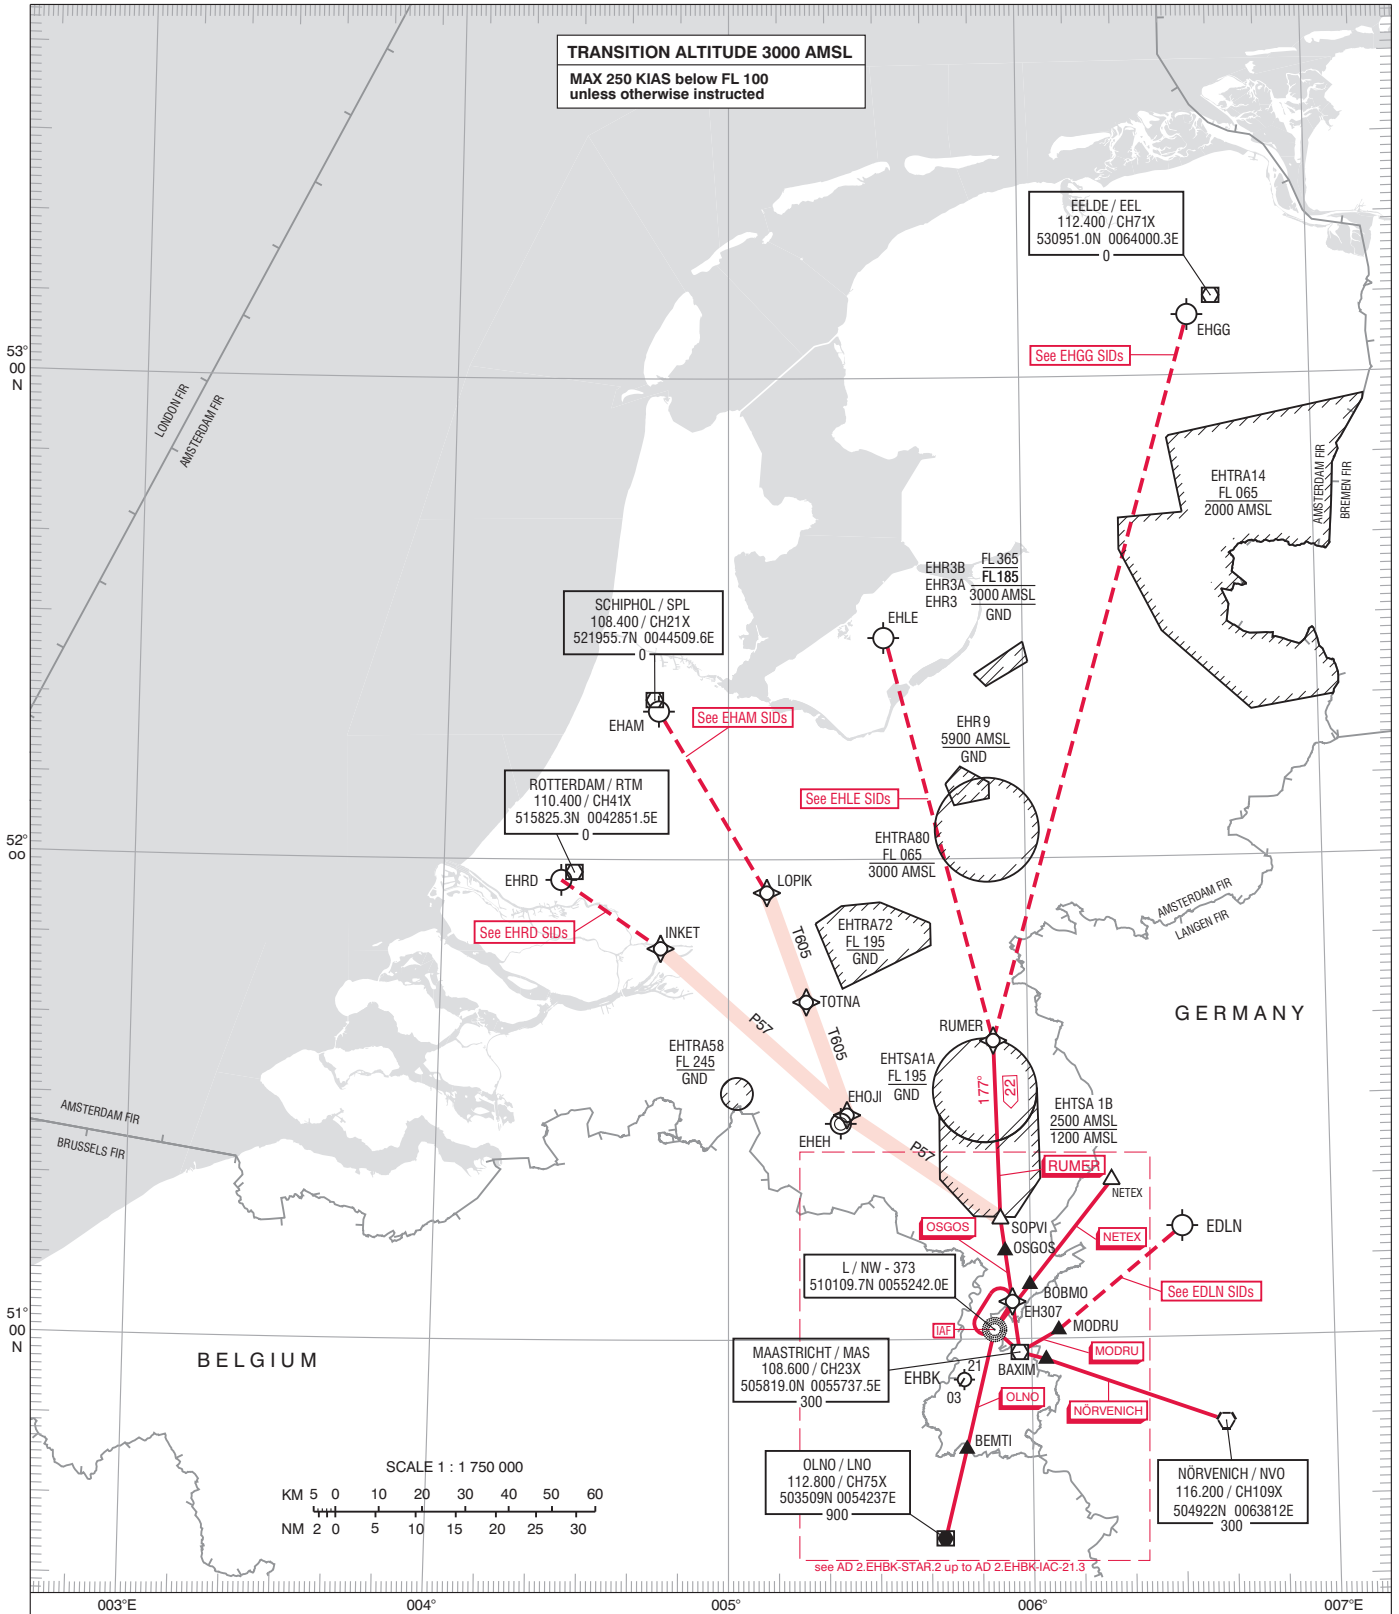 TRANSITION ALTITUDE 3000 AMSL
MAX 250 KIAS below FL 100
unless otherwise instructed
EELDE / EEL
112.400 / CH71X
530951.0N 0064000.3E
0
EHGG
See EHGG SIDs
53°
00
N
LONDON FIR
AMSTERDAM FIR
EHTRA14
FL 065
2000 AMSL
AMSTERDAM FIR
BREMEN FIR
EHR3B
EHR3A
EHR3
FL 365
FL185
3000 AMSL
GND
SCHIPHOL / SPL
108.400 / CH21X
521955.7N 0044509.6E
0
EHLE
EHAM
See EHAM SIDs
EHR 9
5900 AMSL
GND
ROTTERDAM / RTM
110.400 / CH41X
515825.3N 0042851.5E
0
See EHLE SIDs
52°
00
EHTRA80
FL 065
3000 AMSL
EHRD
LOPIK
AMSTERDAM FIR
LANGEN FIR
See EHRD SIDs
INKET
T605
EHTRA72
FL 195
GND
TOTNA
P57
T605
RUMER
GERMANY
EHTRA58
FL 245
GND
EHTSA1A
FL 195
GND
177°
22
EHOJI
EHEH
EHTSA 1B
2500 AMSL
1200 AMSL
AMSTERDAM FIR
BRUSSELS FIR
P57
RUMER
NETEX
OSGOS
SOPVI
OSGOS
NETEX
EDLN
L / NW - 373
510109.7N 0055242.0E
BOBMO
EH307
See EDLN SIDs
51°
00
N
IAF
MODRU
BELGIUM
MAASTRICHT / MAS
108.600 / CH23X
505819.0N 0055737.5E
300
MODRU
BAXIM
EHBK
21
03
OLNO
NÖRVENICH
BEMTI
OLNO / LNO
112.800 / CH75X
503509N 0054237E
900
NÖRVENICH / NVO
116.200 / CH109X
504922N 0063812E
300
SCALE 1 : 1 750 000
KM 5 0 10 20 30 40 50 60
NM 2 0 5 10 15 20 25 30
see AD 2.EHBK-STAR.2 up to AD 2.EHBK-IAC-21.3
003°E 004° 005° 006° 007°E